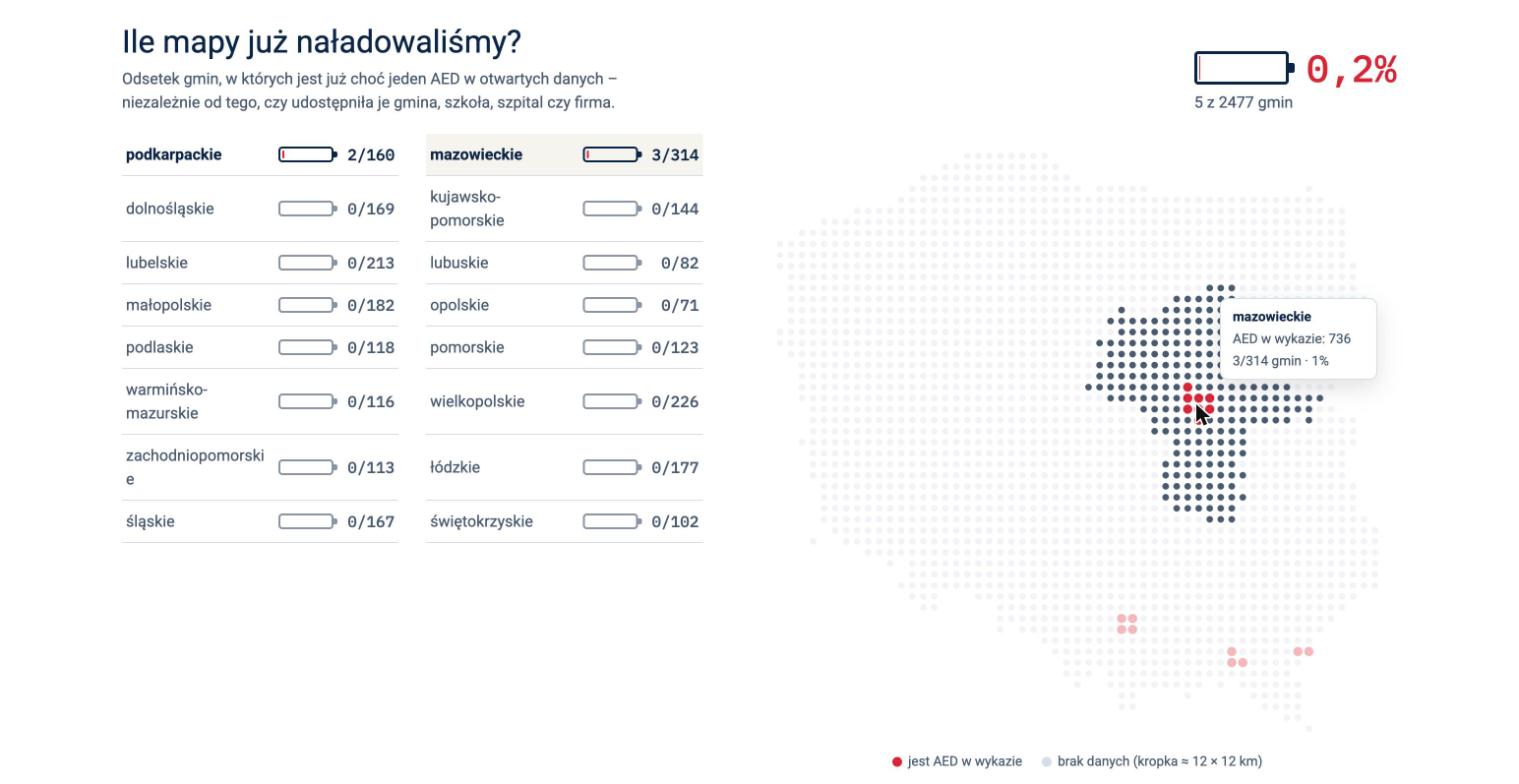 Ile mapy już naładowaliśmy?
Odsetek gmin, w których jest już choć jeden AED w otwartych danych –
niezależnie od tego, czy udostępniła je gmina, szkoła, szpital czy firma.
0,2%
5 z 2477 gmin
podkarpackie 2/160
mazowieckie 3/314
dolnośląskie 0/169
kujawsko-
pomorskie 0/144
lubelskie 0/213
lubuskie 0/82
małopolskie 0/182
opolskie 0/71
podlaskie 0/118
pomorskie 0/123
warmińsko-
mazurskie 0/116
wielkopolskie 0/226
zachodniopomorski
e 0/113
łódzkie 0/177
śląskie 0/167
świętokrzyskie 0/102
mazowieckie
AED w wykazie: 736
3/314 gmin · 1%
jest AED w wykazie
brak danych (kropka ≈ 12 × 12 km)